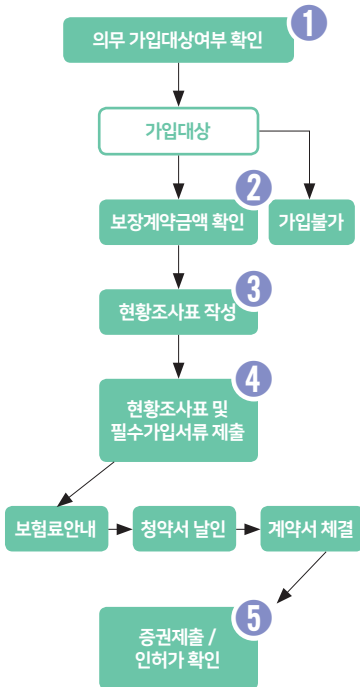 1
의무 가입대상여부 확인
가입대상
2
보장계약금액 확인
가입불가
3
현황조사표 작성
4
현황조사표 및
필수가입서류 제출
보험료안내
청약서 날인
계약서 체결
5
증권제출 /
인허가 확인